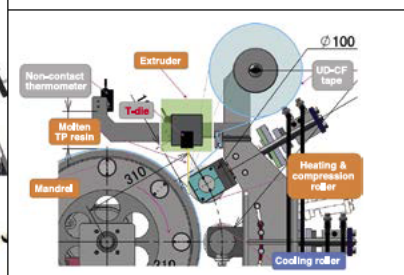 Ø100
Extruder
Non-contact
thermometer
T-die
UD-CF
tape
Molten
TP resin
Heating &
compression
roller
Mandrel
310
210
Cooling roller